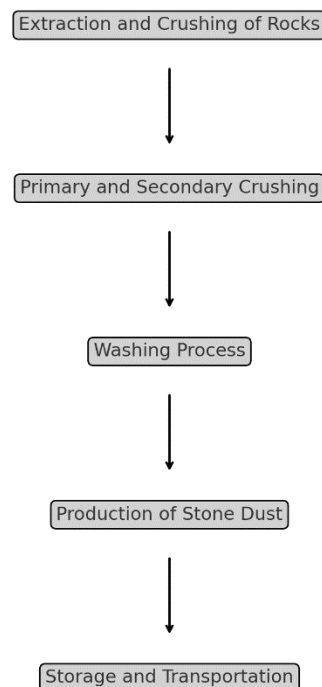 Extraction and Crushing of Rocks
Primary and Secondary Crushing
Washing Process
Production of Stone Dust
Storage and Transportation